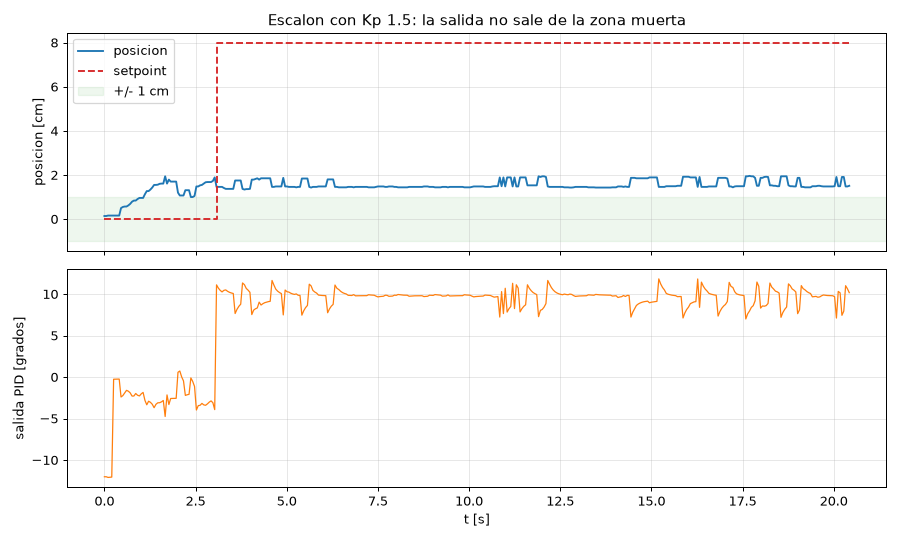 Escalon con Kp 1.5: la salida no sale de la zona muerta
posicion
setpoint
+/- 1 cm
posicion [cm]
8
6
4
2
0
salida PID [grados]
10
5
0
−5
−10
0.0 2.5 5.0 7.5 10.0 12.5 15.0 17.5 20.0
t [s]